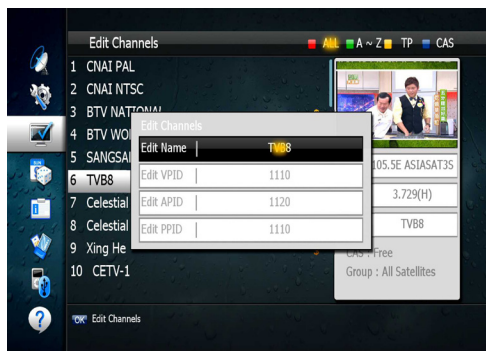 Edit Channels
ALL A ~ Z TP CAS
1 CNAI PAL
2 CNAI NTSC
3 BTV NATIONAL
4 BTV WO
5 SANGSA
6 TVB8
7 Celestial
8 Celestial
9 Xing He
10 CETV-1
Edit Channels
Edit Name | TVB8
Edit VPID | 1110
Edit APID | 1120
Edit PPID | 1110
105.5E ASIASAT3S
3.729(H)
TVB8
CAS : Free
Group : All Satellites
OK Edit Channels